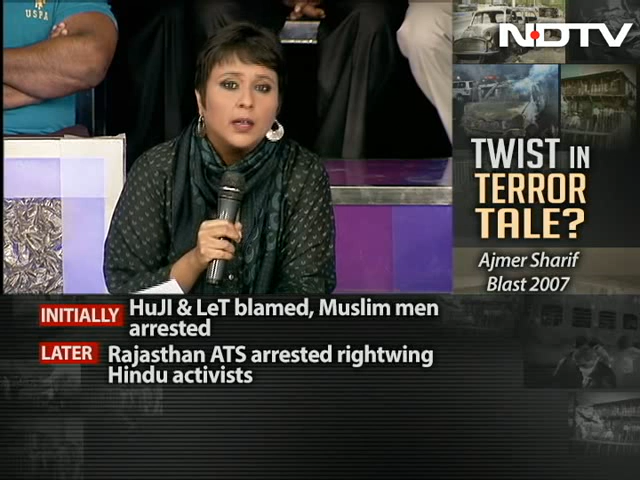 USPA
NDTV
TWIST IN
TERROR
TALE?
Ajmer Sharif
Blast 2007
INITIALLY HuJI & LeT blamed, Muslim men
arrested
LATER Rajasthan ATS arrested rightwing
Hindu activists